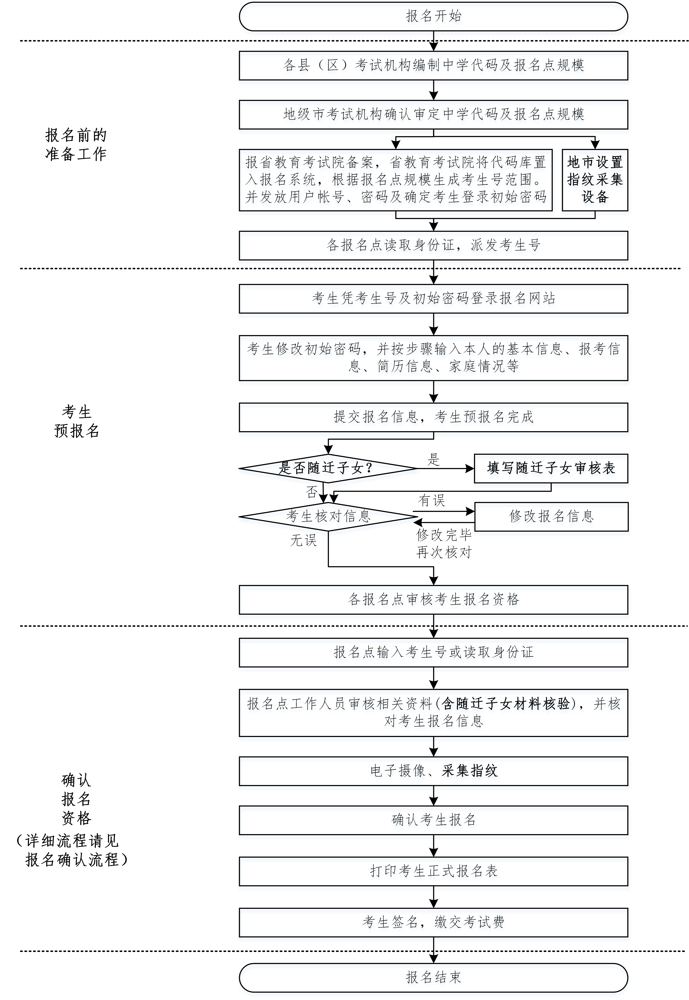 报名开始
各县（区）考试机构编制中学代码及报名点规模
地级市考试机构确认审定中学代码及报名点规模
报名前的
准备工作
报省教育考试院备案，省教育考试院将代码库置
入报名系统，根据报名点规模生成考生号范围。
并发放用户帐号、密码及确定考生登录初始密码
地市设置
指纹采集
设备
各报名点读取身份证，派发考生号
考生凭考生号及初始密码登录报名网站
考生修改初始密码，并按步骤输入本人的基本信息、报考信
息、简历信息、家庭情况等
考生
预报名
提交报名信息，考生预报名完成
是否随迁子女？
是
填写随迁子女审核表
否
考生核对信息
有误
修改报名信息
修改完毕
再次核对
无误
各报名点审核考生报名资格
报名点输入考生号或读取身份证
报名点工作人员审核相关资料(含随迁子女材料核验)，并核
对考生报名信息
电子摄像、采集指纹
确认
报名
资格
（详细流程请见
报名确认流程）
确认考生报名
打印考生正式报名表
考生签名，缴交考试费
报名结束